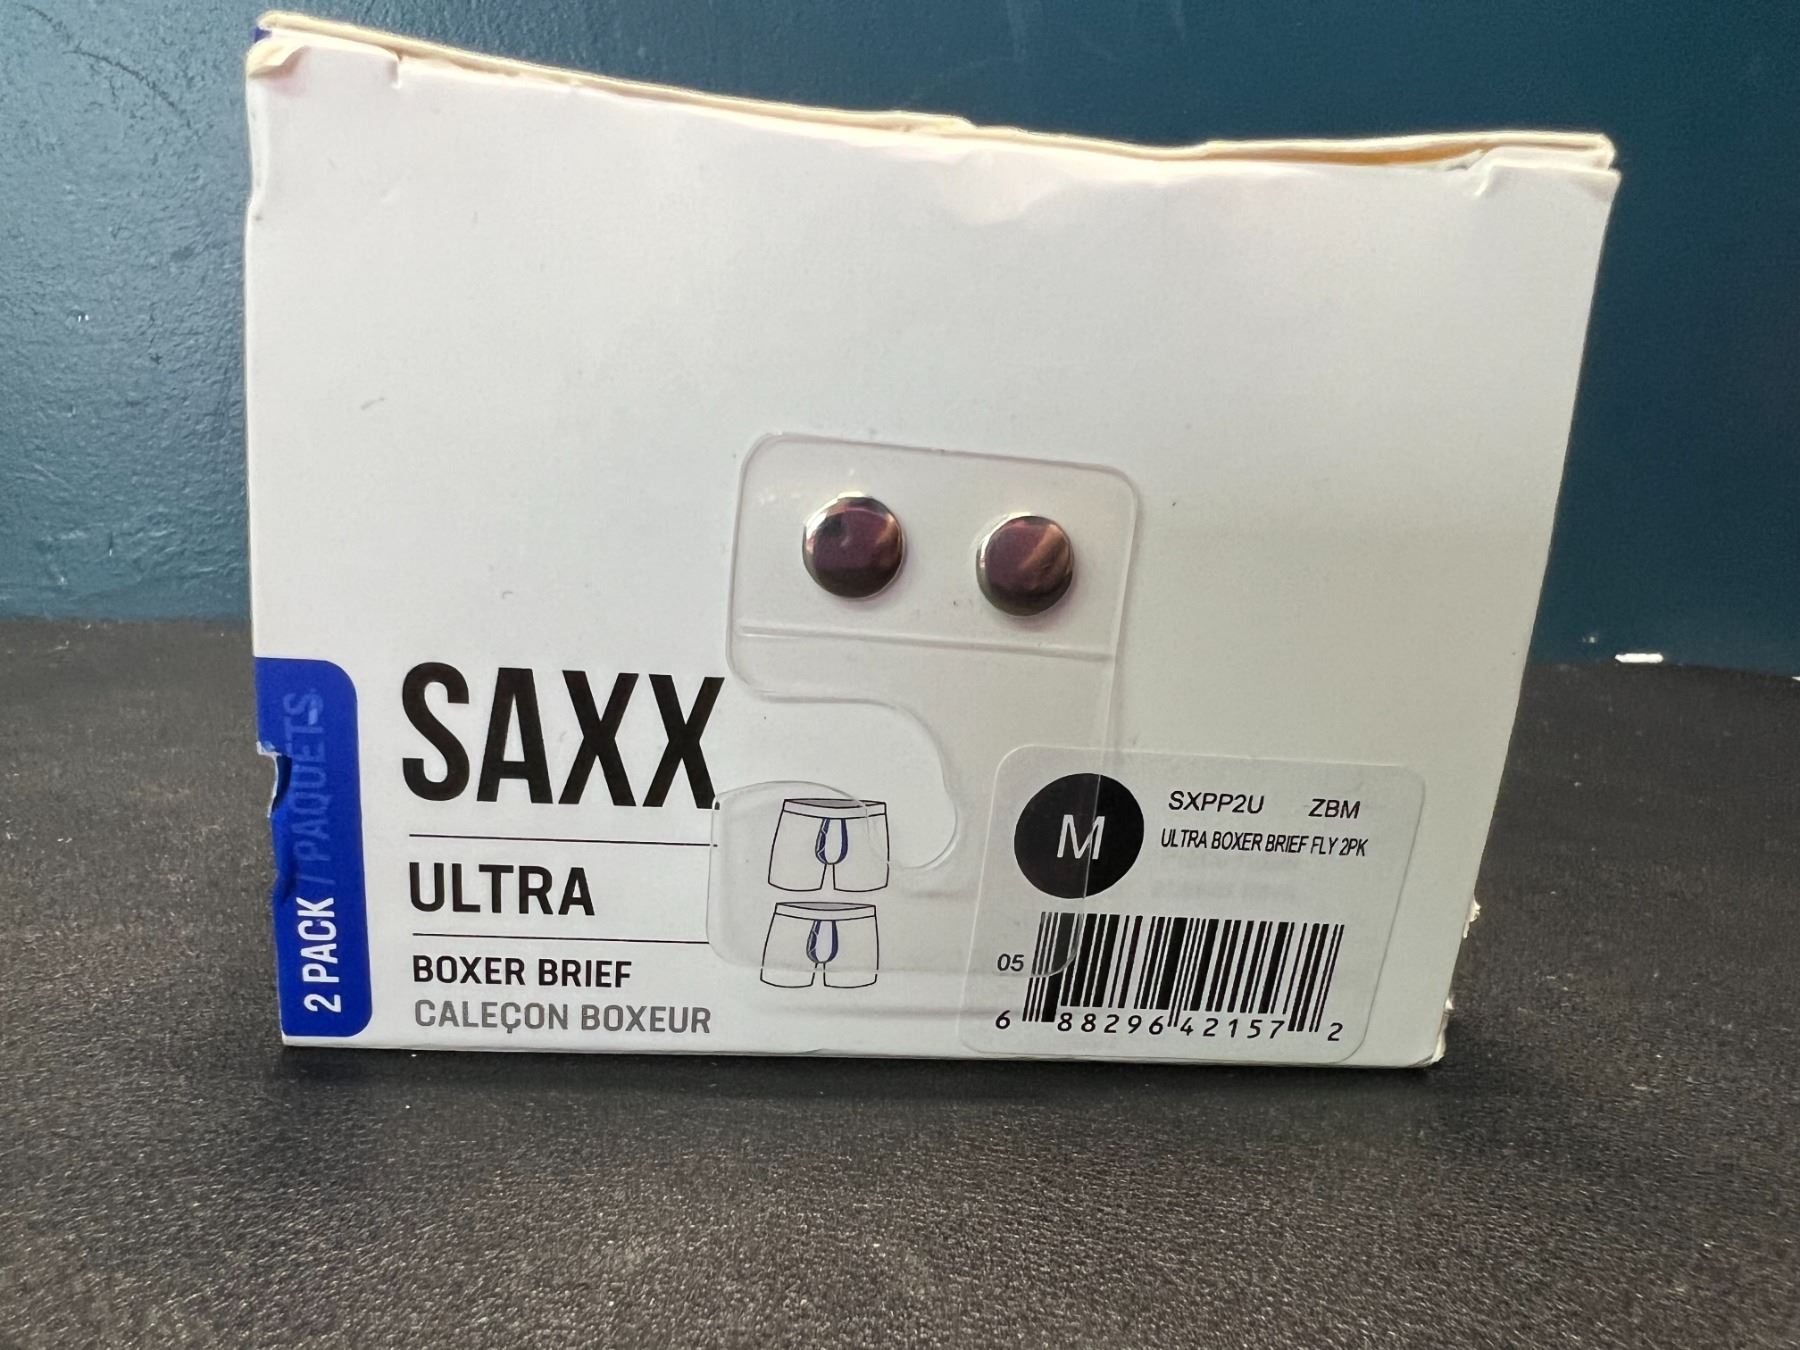 2 PACK / PAQUETS
SAXX
ULTRA
BOXER BRIEF
CALEÇON BOXEUR
M
SXPP2U ZBM
ULTRA BOXER BRIEF FLY 2PK
05
6 88296 42157 2